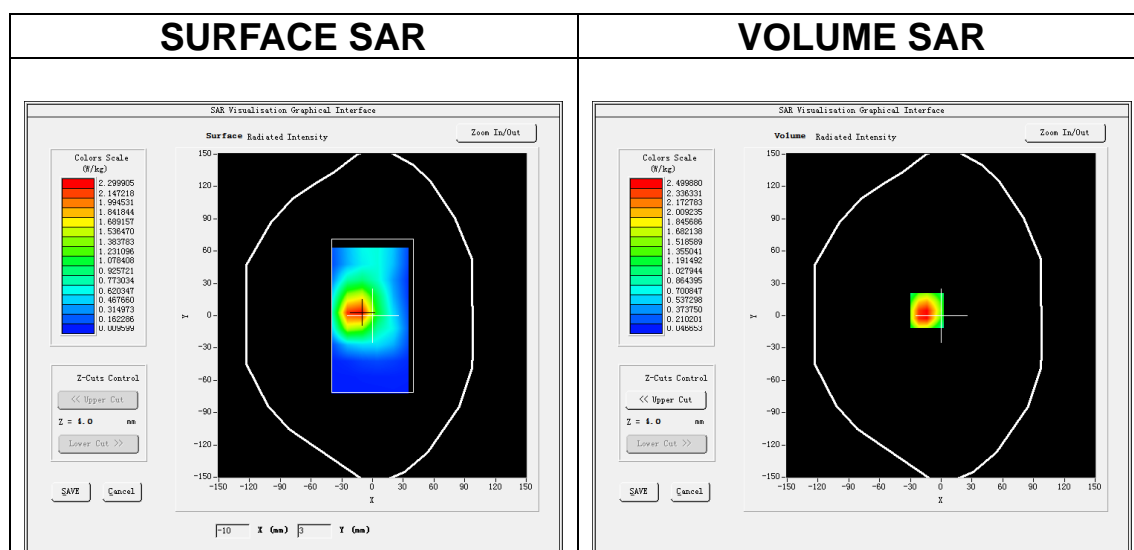 SURFACE SAR
VOLUME SAR
SAR Visualisation Graphical Interface
Surface Radiated Intensity
Zoom In/Out
Colors Scale
(W/kg)
2.299905
2.147218
1.994531
1.841844
1.689157
1.536470
1.383783
1.231096
1.078408
0.925721
0.773034
0.620347
0.467660
0.314973
0.162286
0.009599
150
120
90
60
30
0
-30
-60
-90
-120
-150
Y
-150 -120 -90 -60 -30 0 30 60 90 120 150
X
Z-Cuts Control
<< Upper Cut
Z = 4.0 mm
Lower Cut >>
SAVE
Cancel
-10 X (mm) 3 Y (mm)
SAR Visualisation Graphical Interface
Volume Radiated Intensity
Zoom In/Out
Colors Scale
(W/kg)
2.499880
2.336331
2.172783
2.009235
1.845686
1.682138
1.518589
1.355041
1.191492
1.027944
0.864395
0.700847
0.537298
0.373750
0.210201
0.046653
150
120
90
60
30
0
-30
-60
-90
-120
-150
Y
-150 -120 -90 -60 -30 0 30 60 90 120 150
X
Z-Cuts Control
<< Upper Cut
Z = 4.0 mm
Lower Cut >>
SAVE
Cancel